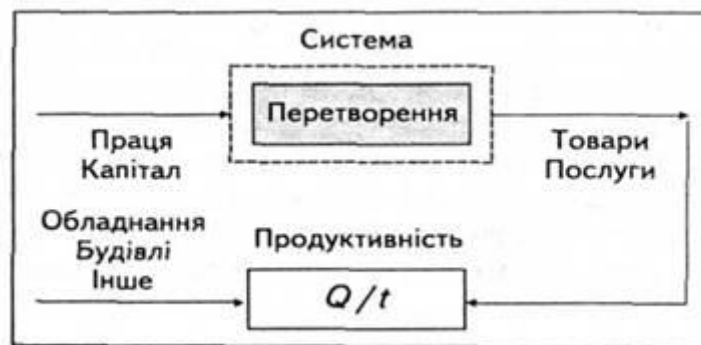 Система
Перетворення
Праця
Капітал
Товари
Послуги
Обладнання
Будівлі
Інше
Продуктивність
Q/t